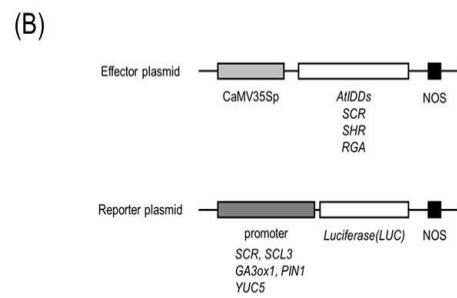 (B)
Effector plasmid
CaMV35Sp AtIDDs NOS
SCR
SHR
RGA
Reporter plasmid
promoter Luciferase(LUC) NOS
SCR, SCL3
GA3ox1, PIN1
YUC5